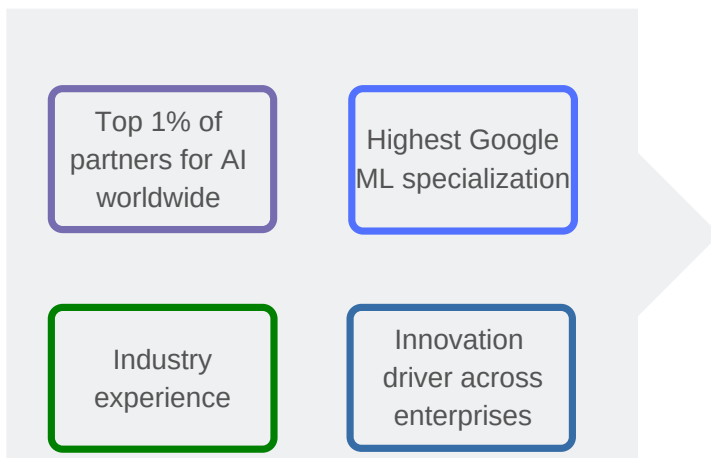 Top 1% of
partners for AI
worldwide
Highest Google
ML specialization
Industry
experience
Innovation
driver across
enterprises